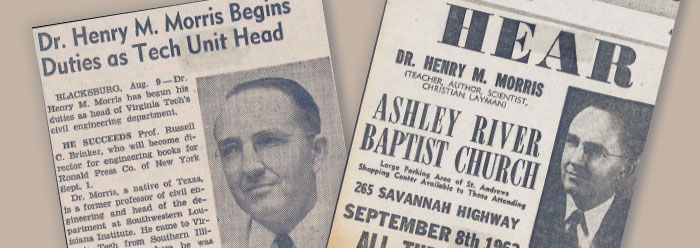 Dr. Henry M. Morris Begins
Duties as Tech Unit Head
BLACKSBURG, Aug. 9 — Dr.
Henry M. Morris has begun his
duties as head of Virginia Tech's
civil engineering department.
HE SUCCEEDS Prof. Russell
C. Brinker, who will become di-
rector for engineering books for
Ronald Press Co. of New York
Sept. 1.
Dr. Morris, a native of Texas,
is a former professor of civil en-
gineering and head of the de-
partment at Southwestern Lou-
isiana Institute. He came to Vir-
Tech from Southern Illi-
he was
HEAR
DR. HENRY M. MORRIS
(TEACHER, AUTHOR, SCIENTIST,
CHRISTIAN LAYMAN)
ASHLEY RIVER
BAPTIST CHURCH
Large Parking Area of St. Andrews
Shopping Center Available to Those Attending
265 SAVANNAH HIGHWAY
SEPTEMBER 8th
ALL